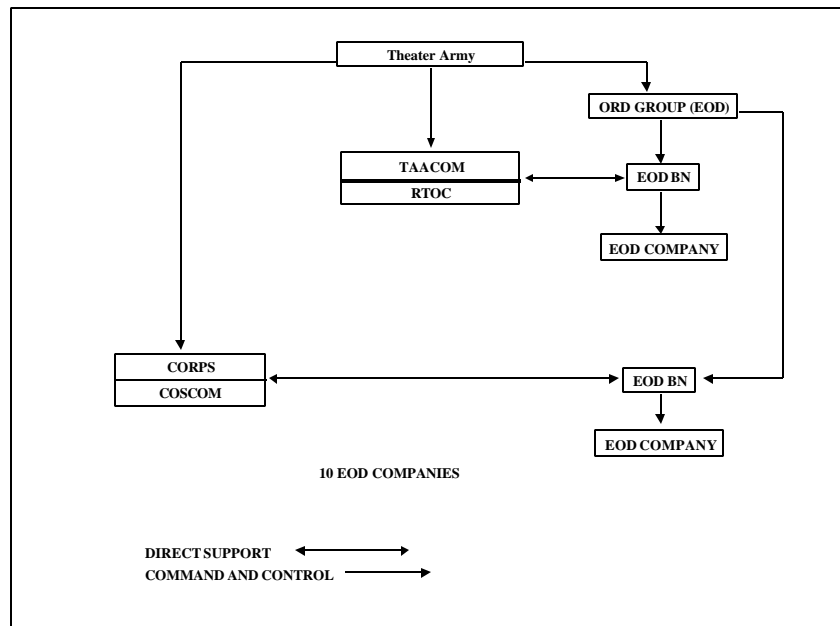 Theater Army
ORD GROUP (EOD)
TAACOM
RTOC
EOD BN
EOD COMPANY
CORPS
COSCOM
EOD BN
EOD COMPANY
10 EOD COMPANIES
DIRECT SUPPORT
COMMAND AND CONTROL